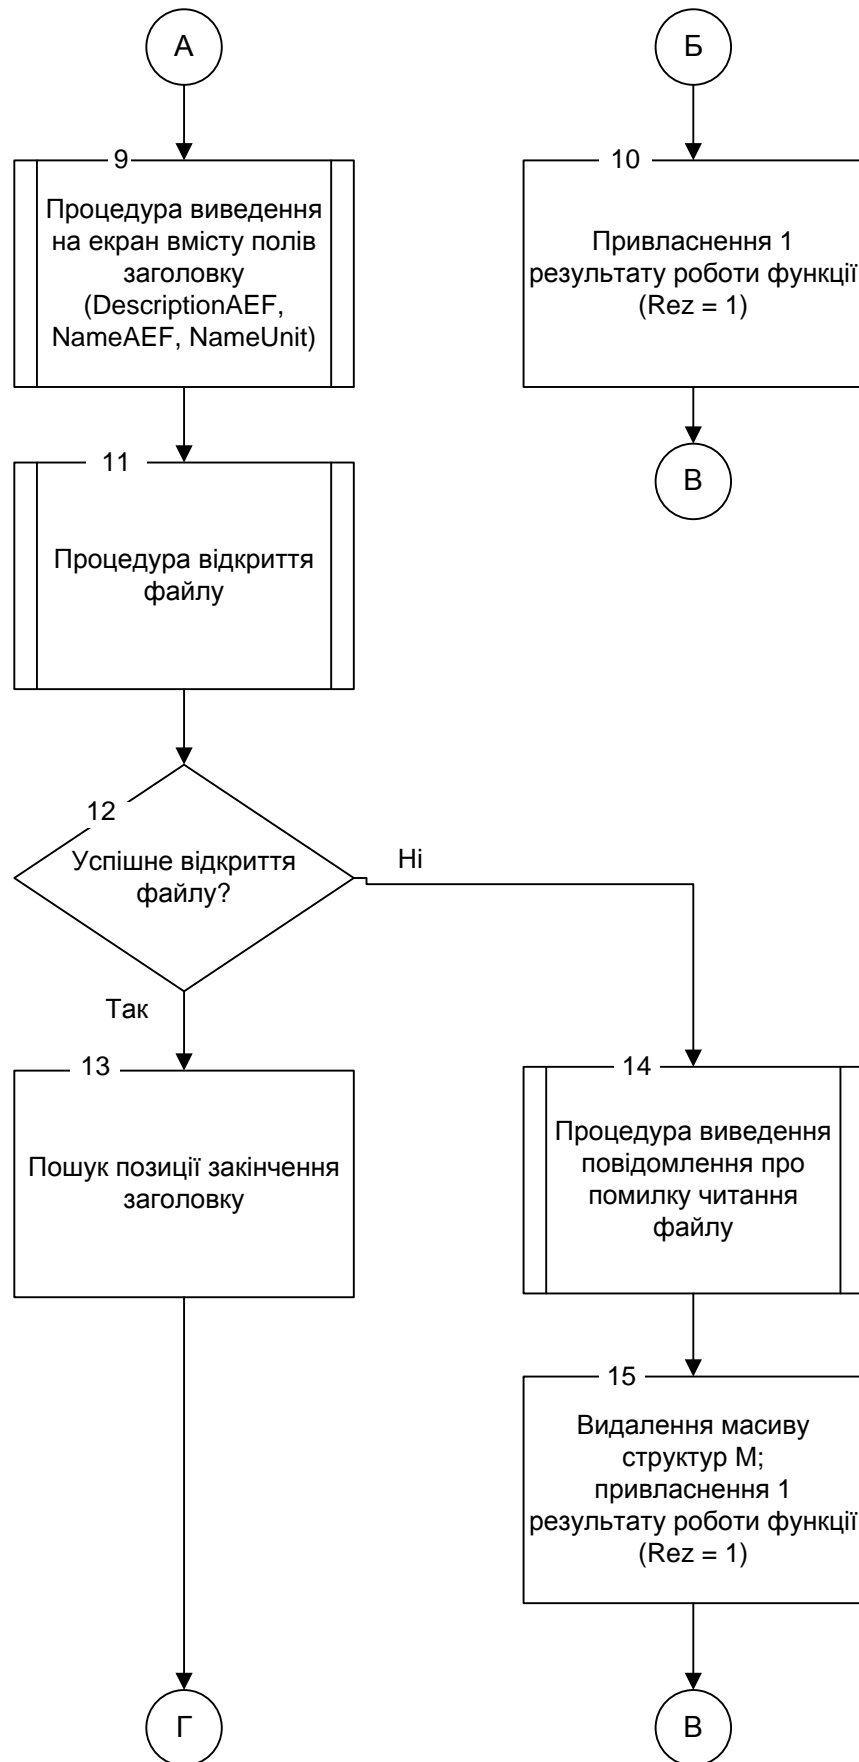 А
Б
9
Процедура виведення
на екран вмісту полів
заголовку
(DescriptionAEF,
NameAEF, NameUnit)
10
Привласнення 1
результату роботи функції
(Rez = 1)
11
Процедура відкриття
файлу
В
12
Успішне відкриття
файлу?
Ні
Так
13
Пошук позиції закінчення
заголовку
14
Процедура виведення
повідомлення про
помилку читання
файлу
15
Видалення масиву
структур М;
привласнення 1
результату роботи функції
(Rez = 1)
Г
В